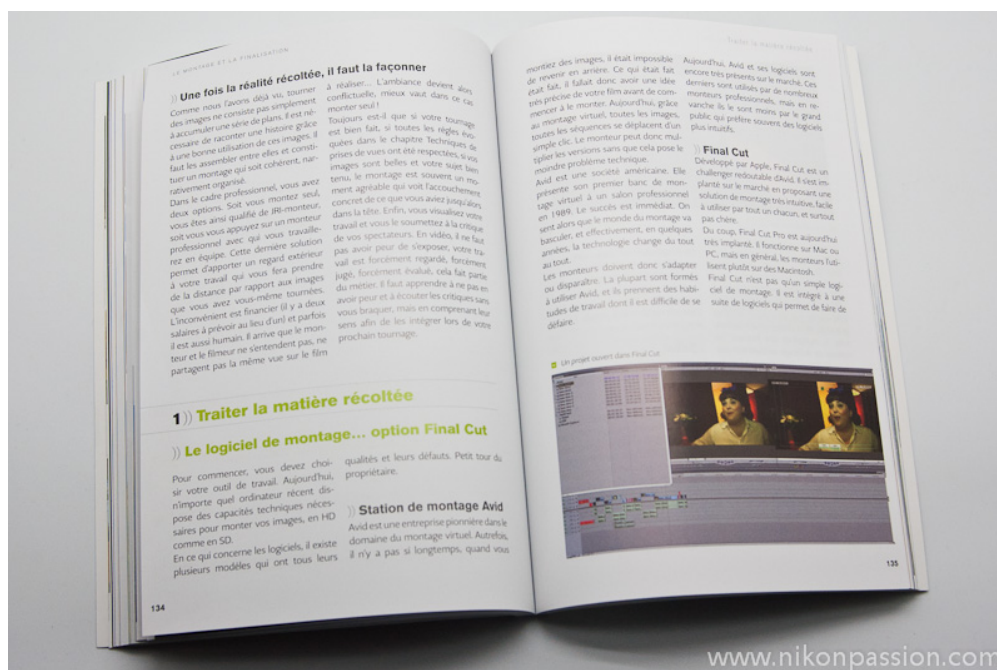 LE MONTAGE ET LA FINALISATION
)) Une fois la réalité récoltée, il faut la façonner
Comme nous l'avons déjà vu, tourner
des images ne consiste pas simplement
à accumuler une série de plans. Il est né-
cessaire de raconter une histoire grâce
à une bonne utilisation de ces images. Il
faut les assembler entre elles et consti-
tuer un montage qui soit cohérent, nar-
rativement organisé.
Dans le cadre professionnel, vous avez
deux options. Soit vous montez seul,
vous êtes ainsi qualifié de JRI-monteur,
soit vous vous appuyez sur un monteur
professionnel avec qui vous travaille-
rez en équipe. Cette dernière solution
permet d'apporter un regard extérieur
à votre travail qui vous fera prendre
de la distance par rapport aux images
que vous avez vous-même tournées.
L'inconvénient est financier (il y a deux
salaires à prévoir au lieu d'un) et parfois
il est aussi humain. Il arrive que le mon-
teur et le filmeur ne s'entendent pas, ne
partagent pas la même vue sur le film
à réaliser... L'ambiance devient alors
conflictuelle, mieux vaut dans ce cas
monter seul !
Toujours est-il que si votre tournage
est bien fait, si toutes les règles évo-
quées dans le chapitre Techniques de
prises de vues ont été respectées, si vos
images sont belles et votre sujet bien
tenu, le montage est souvent un mo-
ment agréable qui voit l'accouchement
concret de ce que vous aviez jusqu'alors
dans la tête. Enfin, vous visualisez votre
travail et vous le soumettez à la critique
de vos spectateurs. En vidéo, il ne faut
pas avoir peur de s'exposer, votre tra-
vail est forcément regardé, forcément
jugé, forcément évalué, cela fait partie
du métier. Il faut apprendre à ne pas en
avoir peur et à écouter les critiques sans
vous braquer, mais en comprenant leur
sens afin de les intégrer lors de votre
prochain tournage.
1 )) Traiter la matière récoltée
)) Le logiciel de montage... option Final Cut
Pour commencer, vous devez choi-
sir votre outil de travail. Aujourd'hui,
n'importe quel ordinateur récent dis-
pose des capacités techniques néces-
saires pour monter vos images, en HD
comme en SD.
En ce qui concerne les logiciels, il existe
plusieurs modèles qui ont tous leurs
qualités et leurs défauts. Petit tour du
propriétaire.
)) Station de montage Avid
Avid est une entreprise pionnière dans le
domaine du montage virtuel. Autrefois,
il n'y a pas si longtemps, quand vous
134
Traiter la matière récoltée
montiez des images, il était impossible
de revenir en arrière. Ce qui était fait
était fait, il fallait donc avoir une idée
très précise de votre film avant de com-
mencer à le monter. Aujourd'hui, grâce
au montage virtuel, toutes les images,
toutes les séquences se déplacent d'un
simple clic. Le monteur peut donc mul-
tiplier les versions sans que cela pose le
moindre problème technique.
Avid est une société américaine. Elle
présente son premier banc de mon-
tage virtuel à un salon professionnel
en 1989. Le succès est immédiat. On
sent alors que le monde du montage va
basculer, et effectivement, en quelques
années, la technologie change du tout
au tout.
Les monteurs doivent donc s'adapter
ou disparaître. La plupart sont formés
à utiliser Avid, et ils prennent des habi-
tudes de travail dont il est difficile de se
défaire.
Aujourd'hui, Avid et ses logiciels sont
encore très présents sur le marché. Ces
derniers sont utilisés par de nombreux
monteurs professionnels, mais en re-
vanche ils le sont moins par le grand
public qui préfère souvent des logiciels
plus intuitifs.
)) Final Cut
Développé par Apple, Final Cut est un
challenger redoutable d'Avid. Il s'est im-
planté sur le marché en proposant une
solution de montage très intuitive, facile
à utiliser par tout un chacun, et surtout
pas chère.
Du coup, Final Cut Pro est aujourd'hui
très implanté. Il fonctionne sur Mac ou
PC, mais en général, les monteurs l'uti-
lisent plutôt sur des Macintosh.
Final Cut n'est pas qu'un simple logi-
ciel de montage. Il est intégré à une
suite de logiciels qui permet de faire de
Un projet ouvert dans Final Cut
135
www.nikonpassion.com